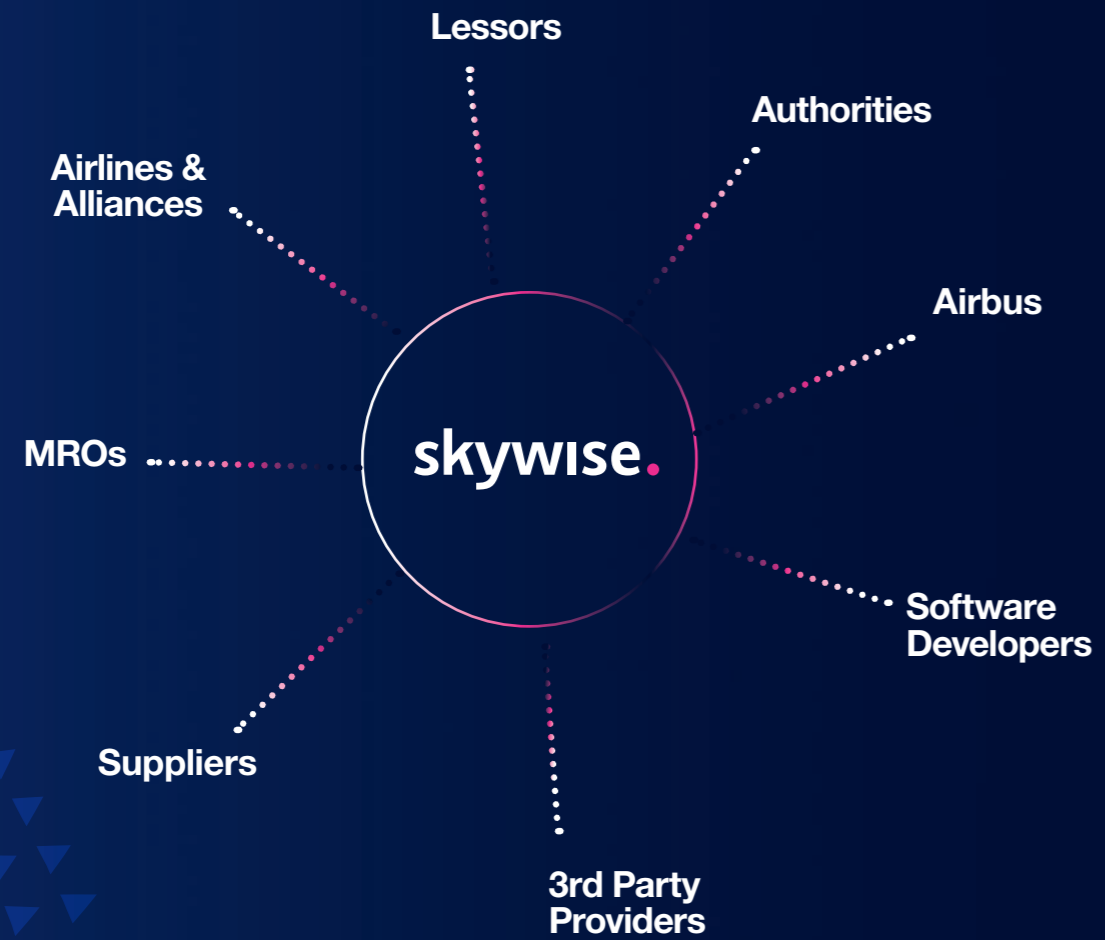 Lessors
Authorities
Airlines &
Alliances
Airbus
MROs
skywise.
Software
Developers
Suppliers
3rd Party
Providers